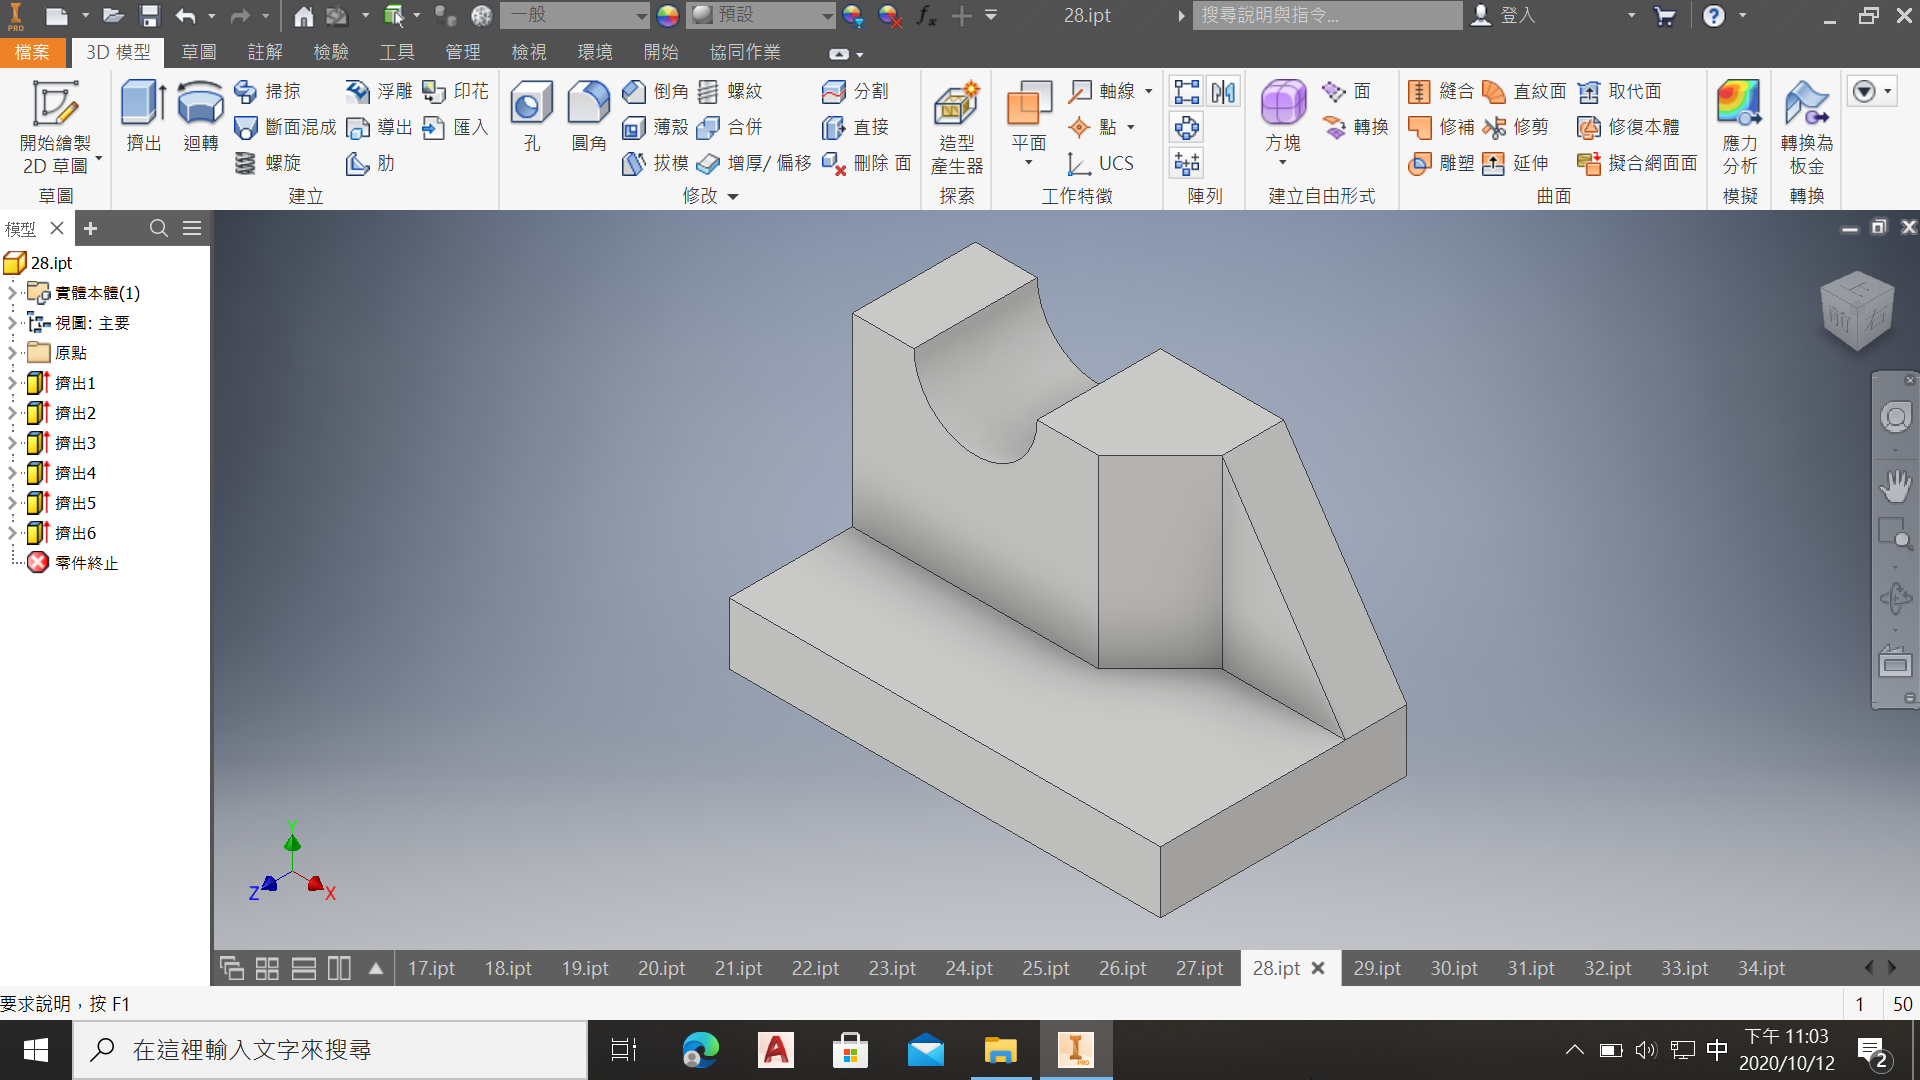 PRO
一般
預設
fx
28.ipt
搜尋說明與指令...
登入
檔案
3D 模型
草圖
註解
檢驗
工具
管理
檢視
環境
開始
協同作業
開始繪製
2D 草圖
草圖
擠出
迴轉
掃掠
斷面混成
螺旋
浮雕
導出
肋
印花
匯入
建立
孔
圓角
倒角
薄殼
拔模
螺紋
合併
增厚/ 偏移
分割
直接
刪除 面
修改
造型
產生器
探索
平面
軸線
點
UCS
工作特徵
陣列
方塊
面
轉換
建立自由形式
縫合
修補
雕塑
直紋面
修剪
延伸
取代面
修復本體
擬合網面面
曲面
應力
分析
模擬
轉換為
板金
轉換
模型
28.ipt
實體本體(1)
視圖: 主要
原點
擠出1
擠出2
擠出3
擠出4
擠出5
擠出6
零件終止
上
前
右
Y
Z
X
17.ipt
18.ipt
19.ipt
20.ipt
21.ipt
22.ipt
23.ipt
24.ipt
25.ipt
26.ipt
27.ipt
28.ipt
29.ipt
30.ipt
31.ipt
32.ipt
33.ipt
34.ipt
要求說明，按 F1
1
50
在這裡輸入文字來搜尋
中
下午 11:03
2020/10/12
2